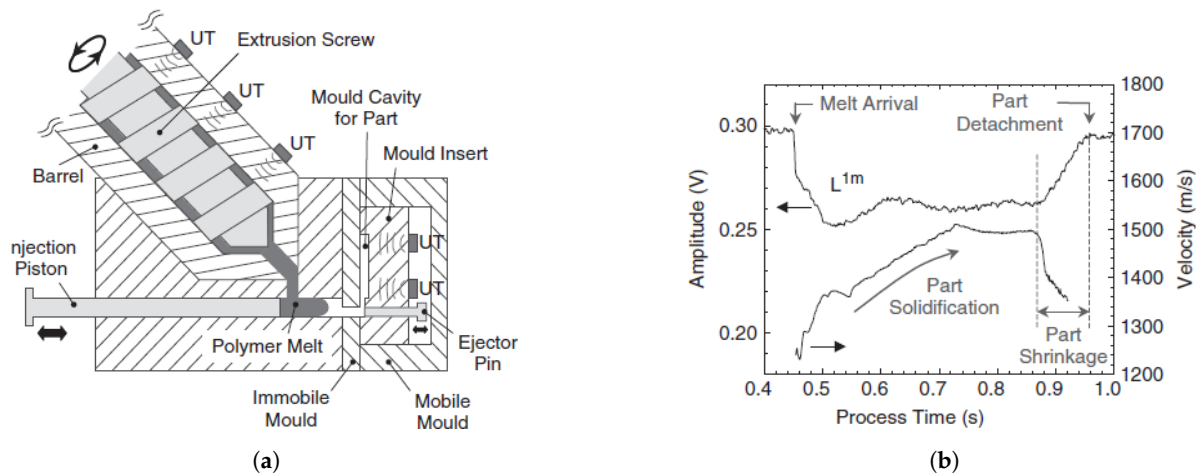 UT
Extrusion Screw
UT
Mould Cavity
for Part
UT
Mould Insert
Barrel
UT
njection
Piston
UT
Polymer Melt
Ejector
Pin
Immobile
Mould
Mobile
Mould
(a)
1800
Melt Arrival
Part
Detachment
0.30
1700
L1m
1600
Amplitude (V)
0.25
1500
Velocity (m/s)
Part
Solidification
1400
0.20
1300
Part
Shrinkage
1200
0.4
0.5
0.6
0.7
0.8
0.9
1.0
Process Time (s)
(b)